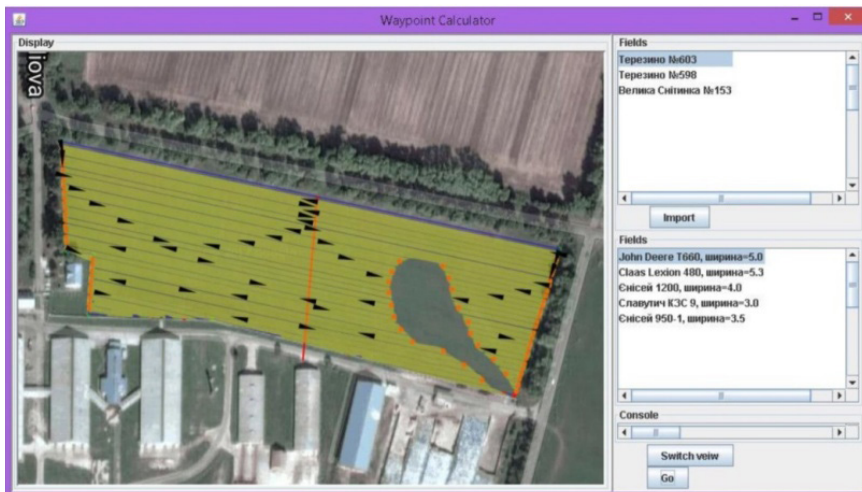 Waypoint Calculator
Display
iliova
Fields
Терезино №603
Терезино №598
Велика Снітинка №153
Import
Fields
John Deere T660, ширина=5.0
Claas Lexion 480, ширина=5.3
Єнісей 1200, ширина=4.0
Славутич КЗС 9, ширина=3.0
Єнісей 950-1, ширина=3.5
Console
Switch veiw
Go